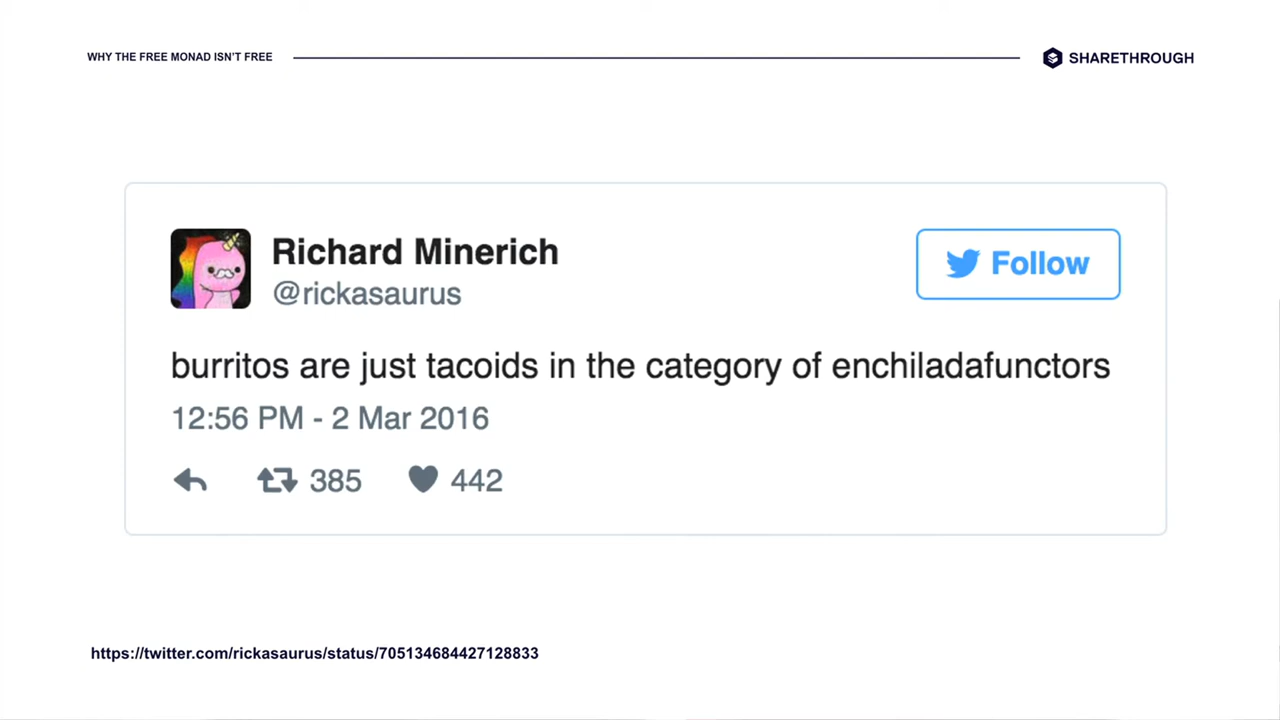 WHY THE FREE MONAD ISN'T FREE
SHARETHROUGH
Richard Minerich
@rickasaurus
Follow
burritos are just tacoids in the category of enchiladafunctors
12:56 PM - 2 Mar 2016
385 442
https://twitter.com/rickasaurus/status/705134684427128833